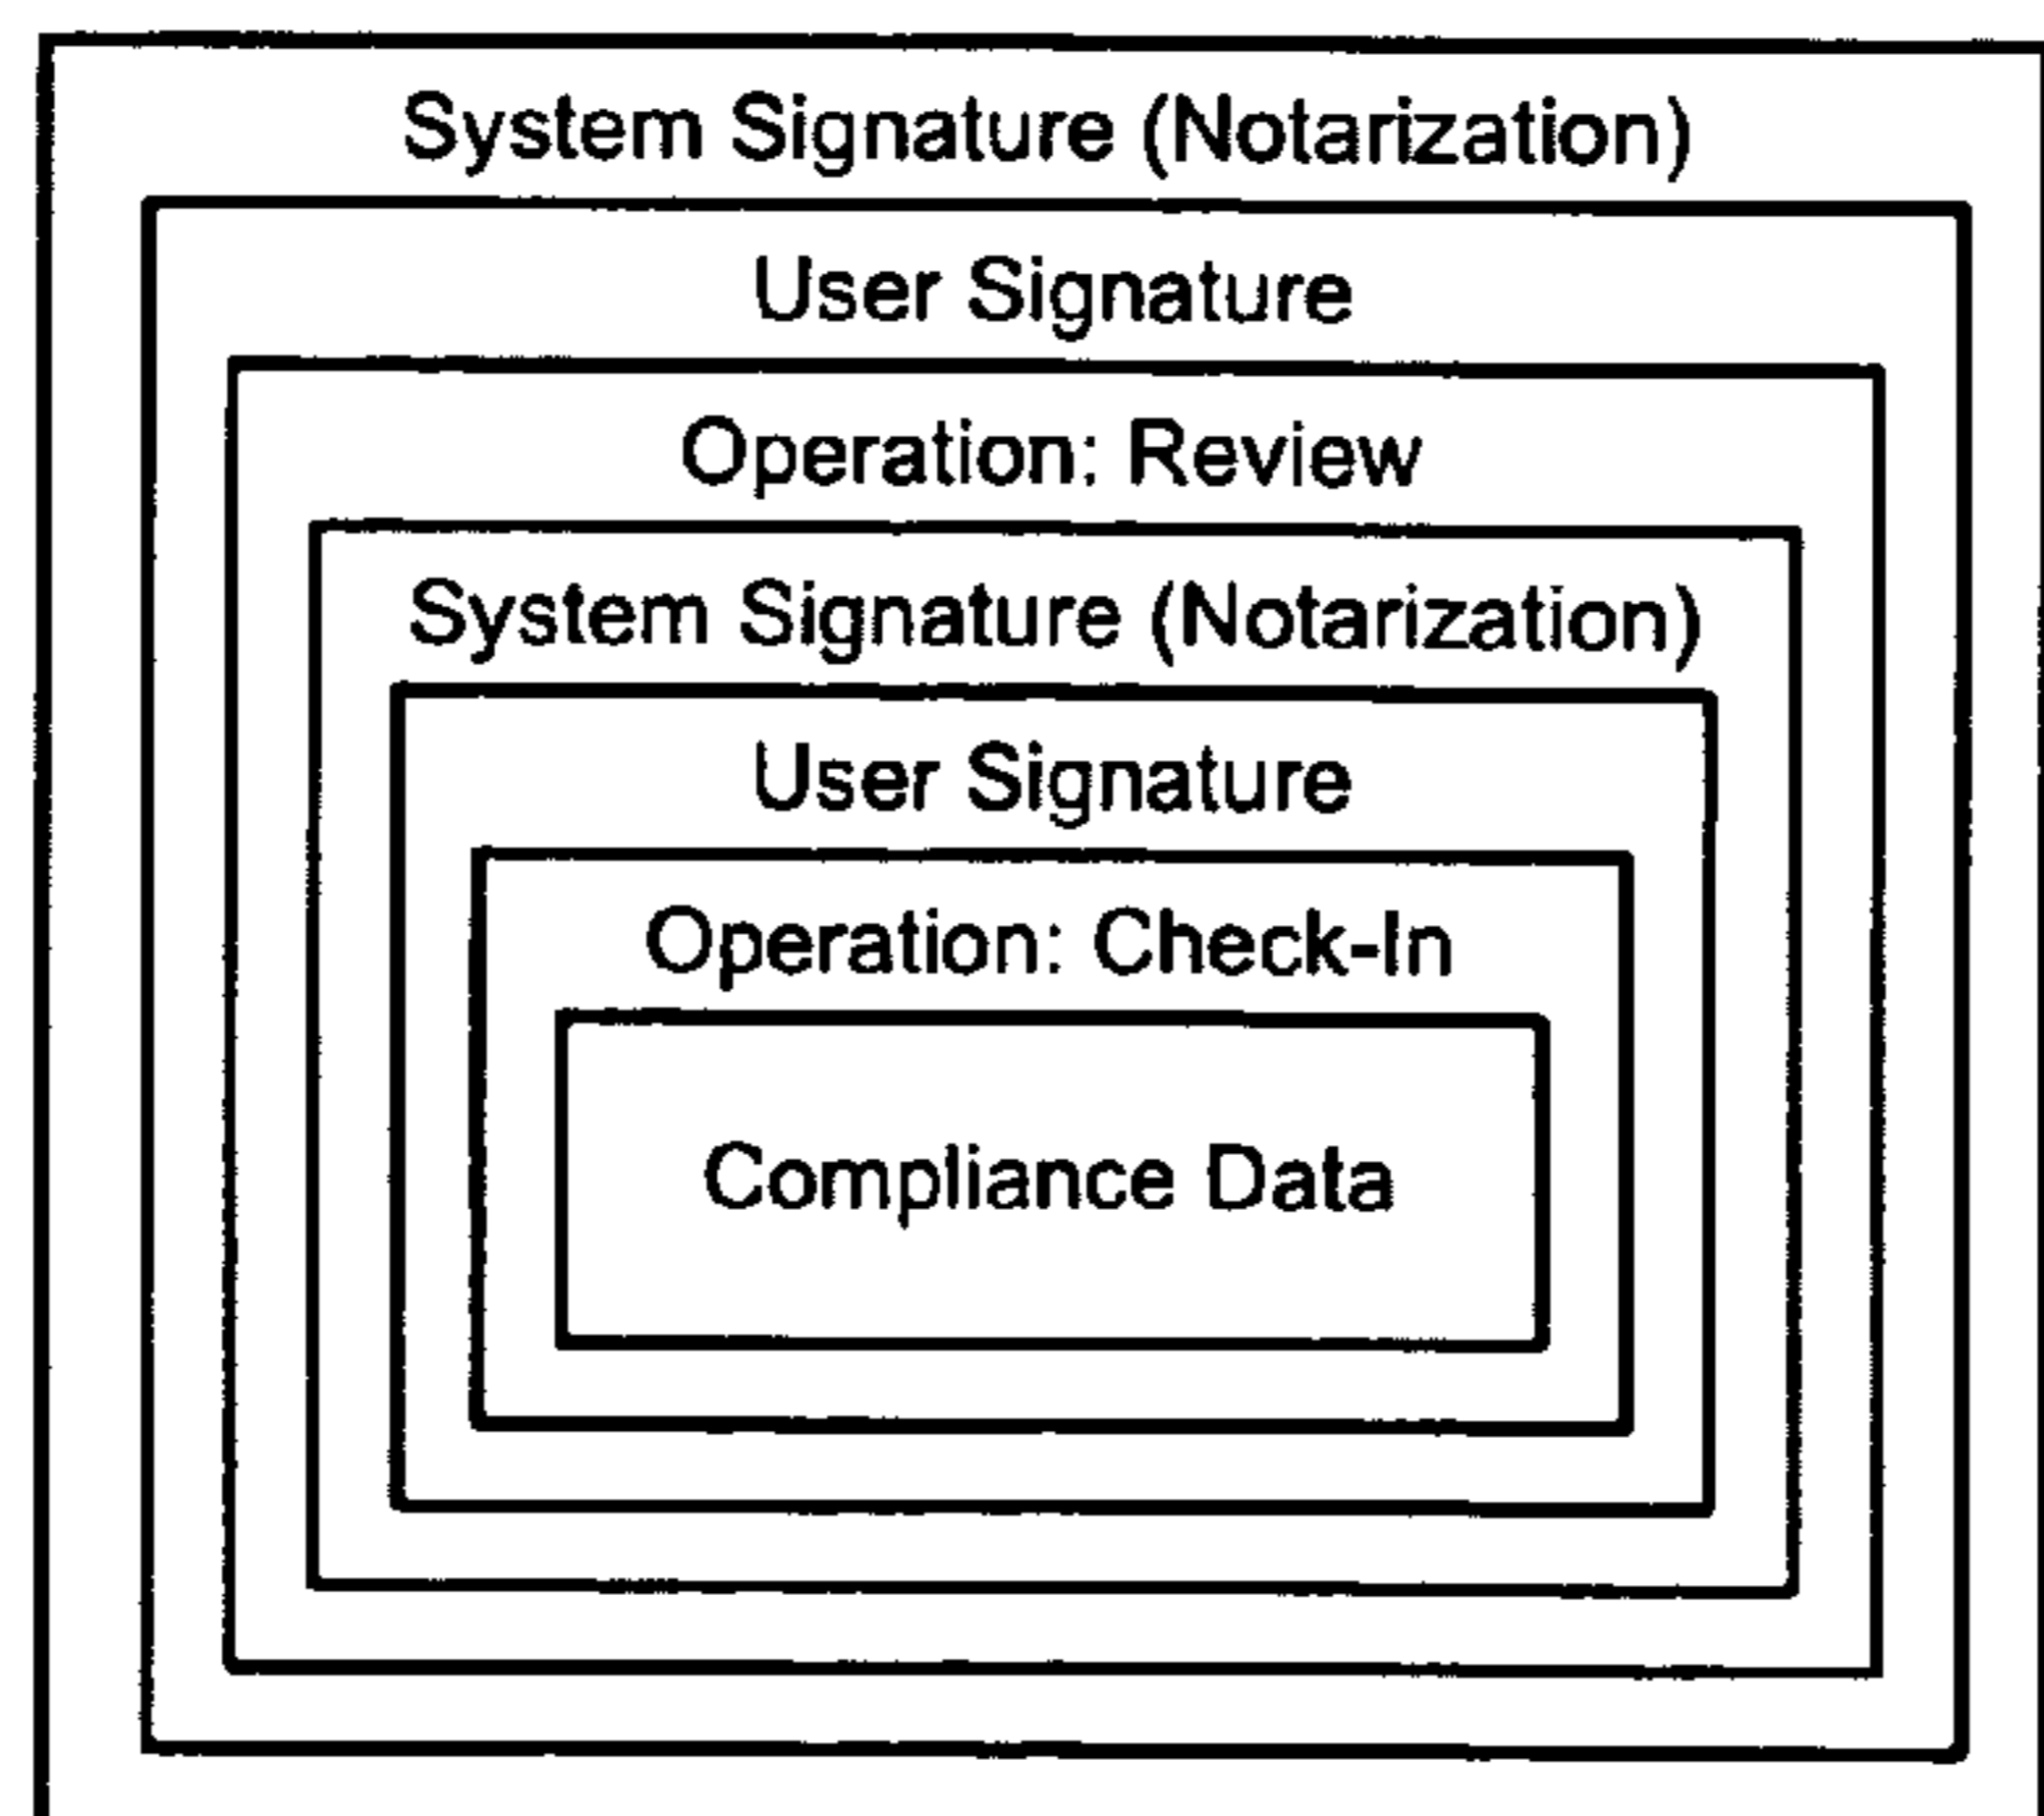 System Signature (Notarization)
User Signature
Operation: Review
System Signature (Notarization)
User Signature
Operation: Check-In
Compliance Data